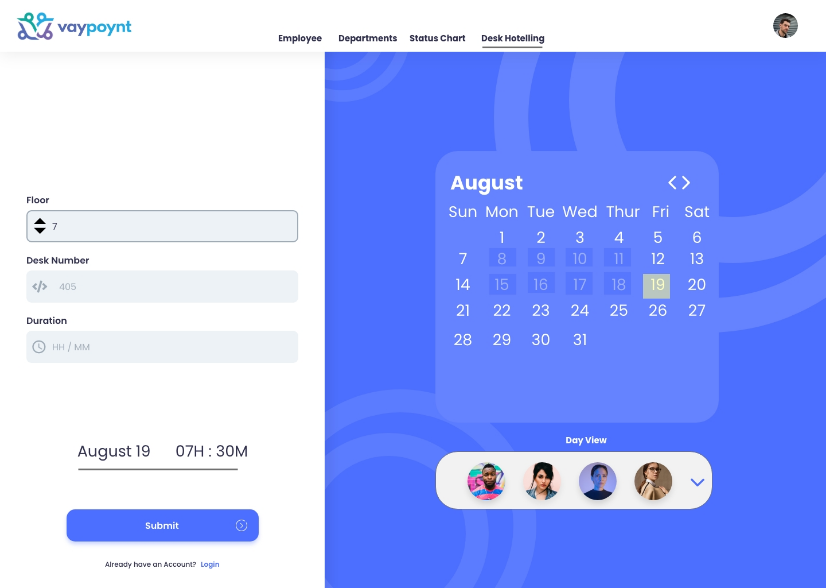 vaypoynt
Employee Departments Status Chart Desk Hotelling
Floor
7
Desk Number
405
Duration
HH / MM
August 19 07H : 30M
Submit
Already have an Account? Login
August
Sun Mon Tue Wed Thur Fri Sat
1 2 3 4 5 6
7 8 9 10 11 12 13
14 15 16 17 18 19 20
21 22 23 24 25 26 27
28 29 30 31
Day View